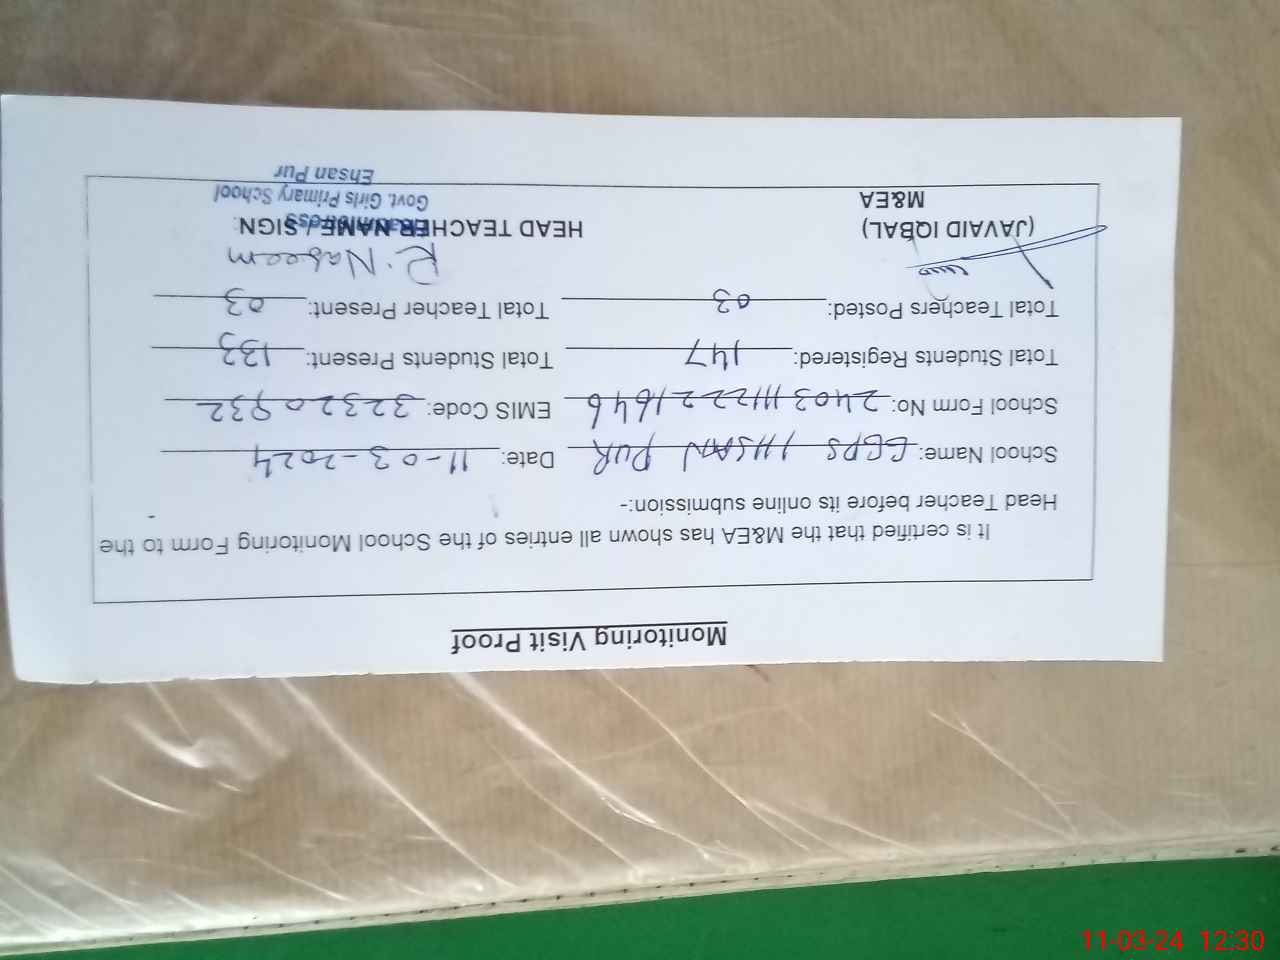 Monitoring Visit Proof
It is certified that the M&EA has shown all entries of the School Monitoring Form to the
Head Teacher before its online submission:-
School Name: GGPS IHSAN PUR Date: 11-03-2024
School Form No: 24031112221646 EMIS Code: 32320932
Total Students Registered: 147 Total Students Present: 133
Total Teachers Posted: 03 Total Teacher Present: 03
R. Naseem
(JAVAID IQBAL) HEAD TEACHER NAME / SIGN:
M&EA
Headmistress
Govt. Girls Primary School
Ehsan Pur
11-03-24 12:30